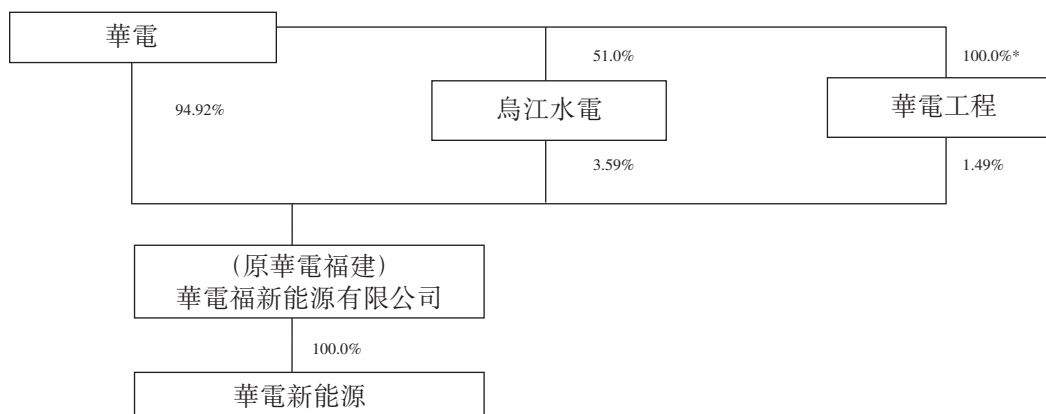 華電
51.0%
100.0%*
94.92%
烏江水電
華電工程
3.59%
1.49%
(原華電福建)
華電福新能源有限公司
100.0%
華電新能源